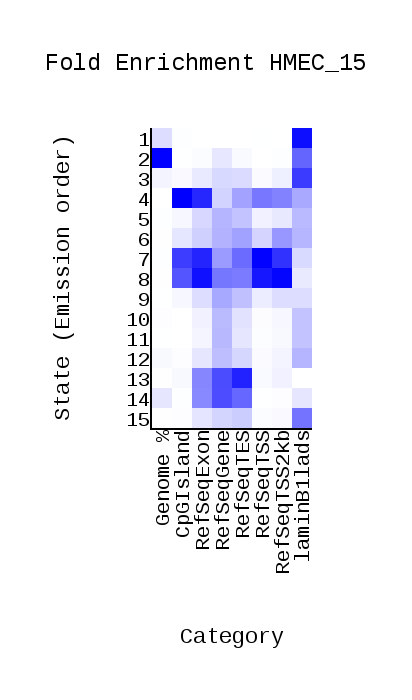 Fold Enrichment HMEC_15
State (Emission order)
1
2
3
4
5
6
7
8
9
10
11
12
13
14
15
Genome %
CpGIsland
RefSeqExon
RefSeqGene
RefSeqTES
RefSeqTSS
RefSeqTSS2kb
laminB1lads
Category